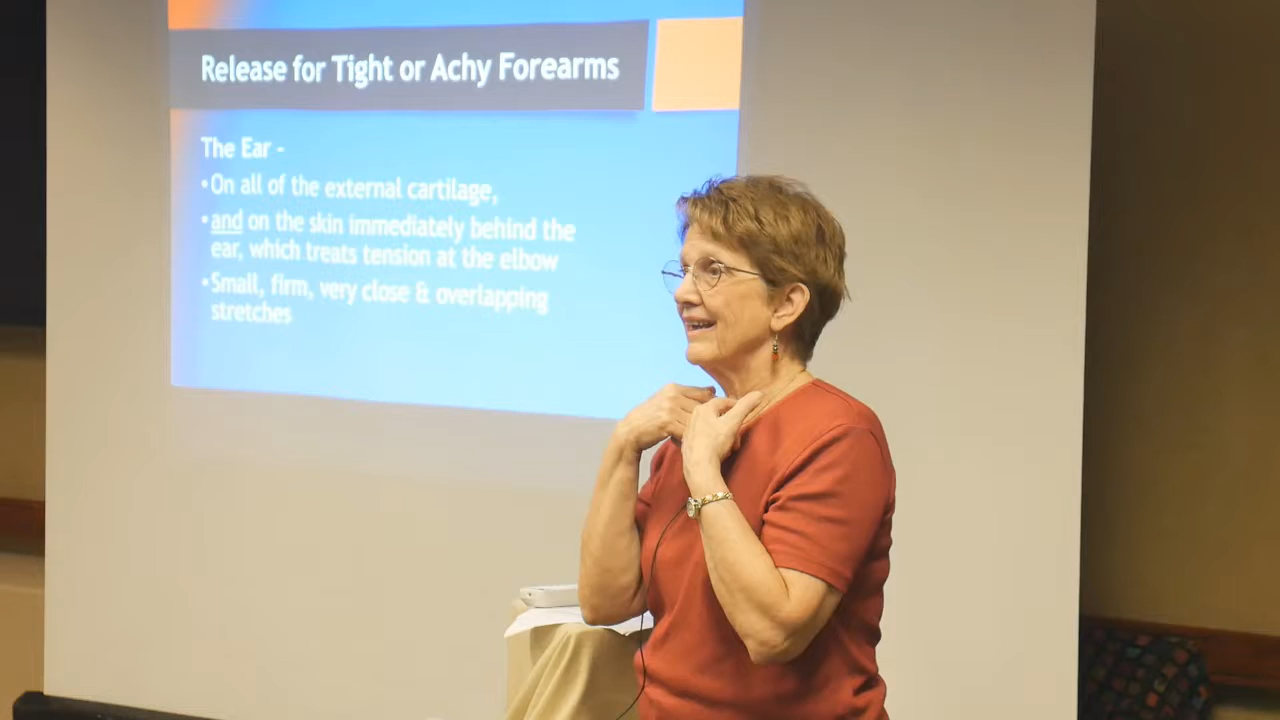 Release for Tight or Achy Forearms
The Ear -
•On all of the external cartilage,
•and on the skin immediately behind the
ear, which treats tension at the elbow
•Small, firm, very close & overlapping
stretches